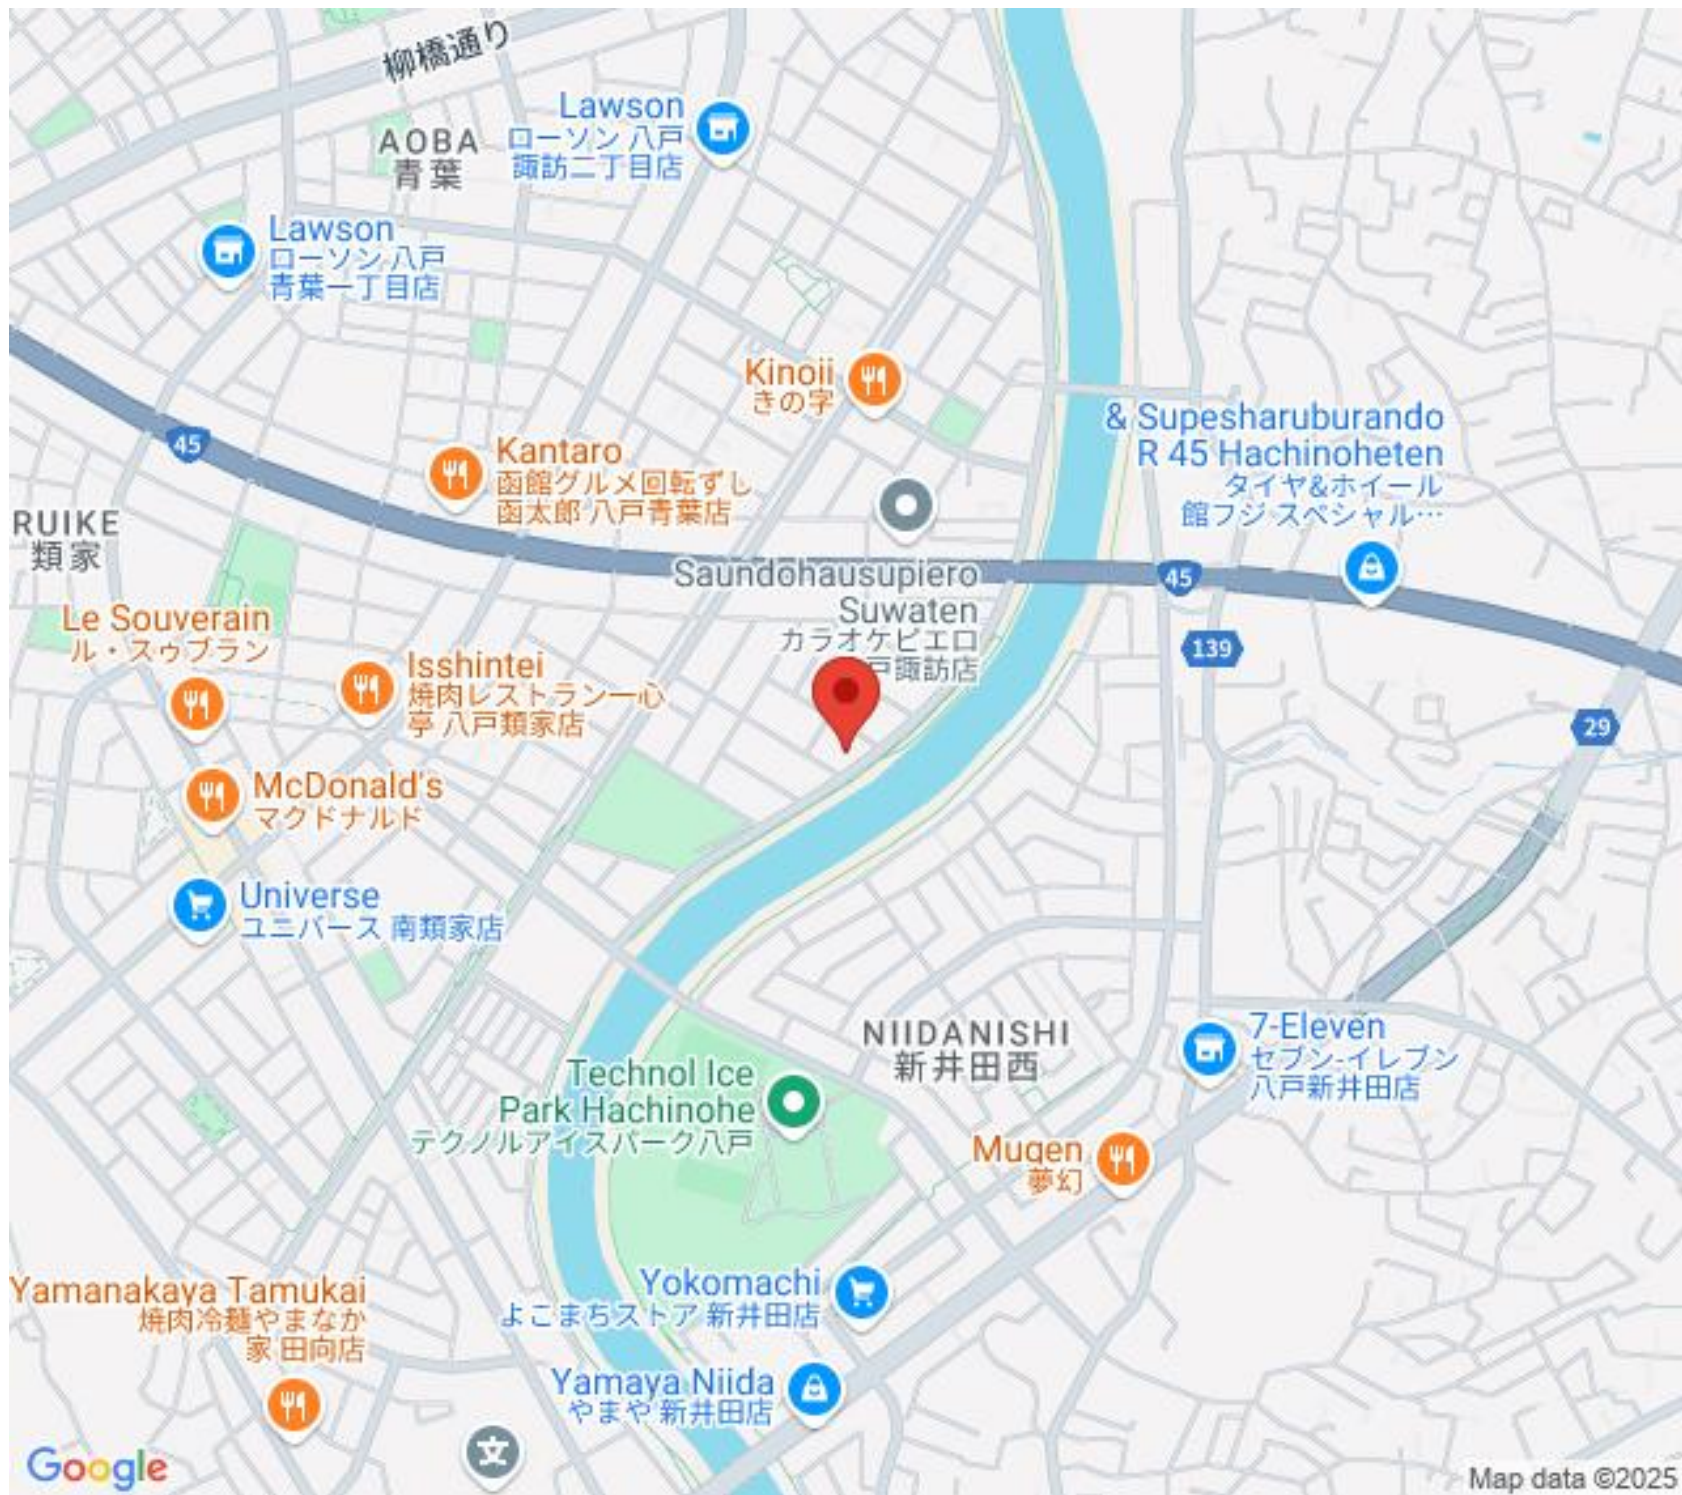 柳橋通り
AOBA
青葉
Lawson
ローソン 八戸
諏訪二丁目店
Lawson
ローソン 八戸
青葉一丁目店
Kinoji
きの字
& Supesharuburando
R 45 Hachinoheten
タイヤ&ホイール
館フジ スペシャル…
45
Kantaro
函館グルメ回転ずし
函太郎 八戸青葉店
RUIKE
類家
Saundohausupiero
Suwaten
カラオケピエロ
戸諏訪店
45
139
29
Le Souverain
ル・スゥブラン
Isshintei
焼肉レストラン一心
亭 八戸類家店
McDonald's
マクドナルド
Universe
ユニバース 南類家店
NIIDANISHI
新井田西
7-Eleven
セブン-イレブン
八戸新井田店
Technol Ice
Park Hachinohe
テクノルアイスパーク八戸
Mugen
夢幻
Yamanakaya Tamukai
焼肉冷麺やまなか
家 田向店
Yokomachi
よこまちストア 新井田店
Yamaya Niida
やまや 新井田店
文
Google
Map data ©2025